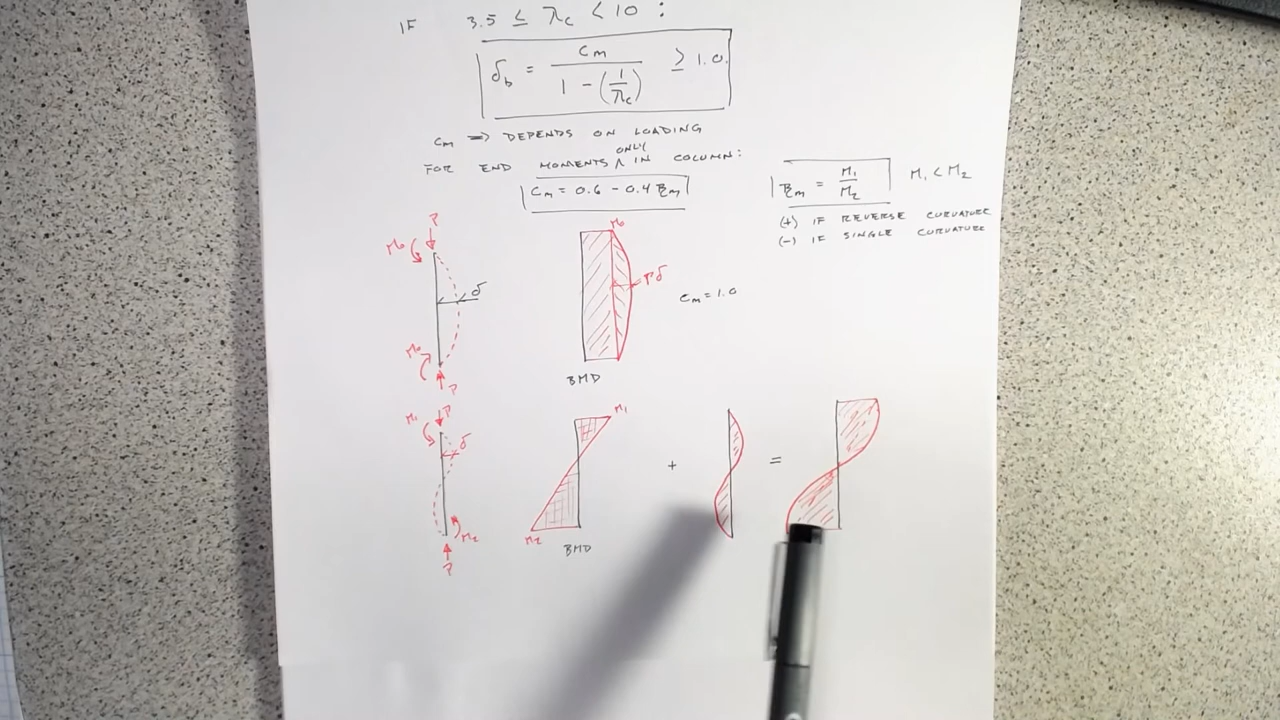 IF 3.5 ≤ λc < 10 :
δb = Cm / (1 - (1/λc)) ≥ 1.0.
Cm => DEPENDS ON LOADING
FOR END MOMENTS ONLY IN COLUMN:
Cm = 0.6 - 0.4 Rm
Rm = M1 / M2 M1 < M2
(+) IF REVERSE CURVATURE
(-) IF SINGLE CURVATURE
P
M0
δ
M0
P
M0
Pδ
Cm = 1.0
BMD
M1
P
δ
M2
P
M1
M2
BMD
+
=